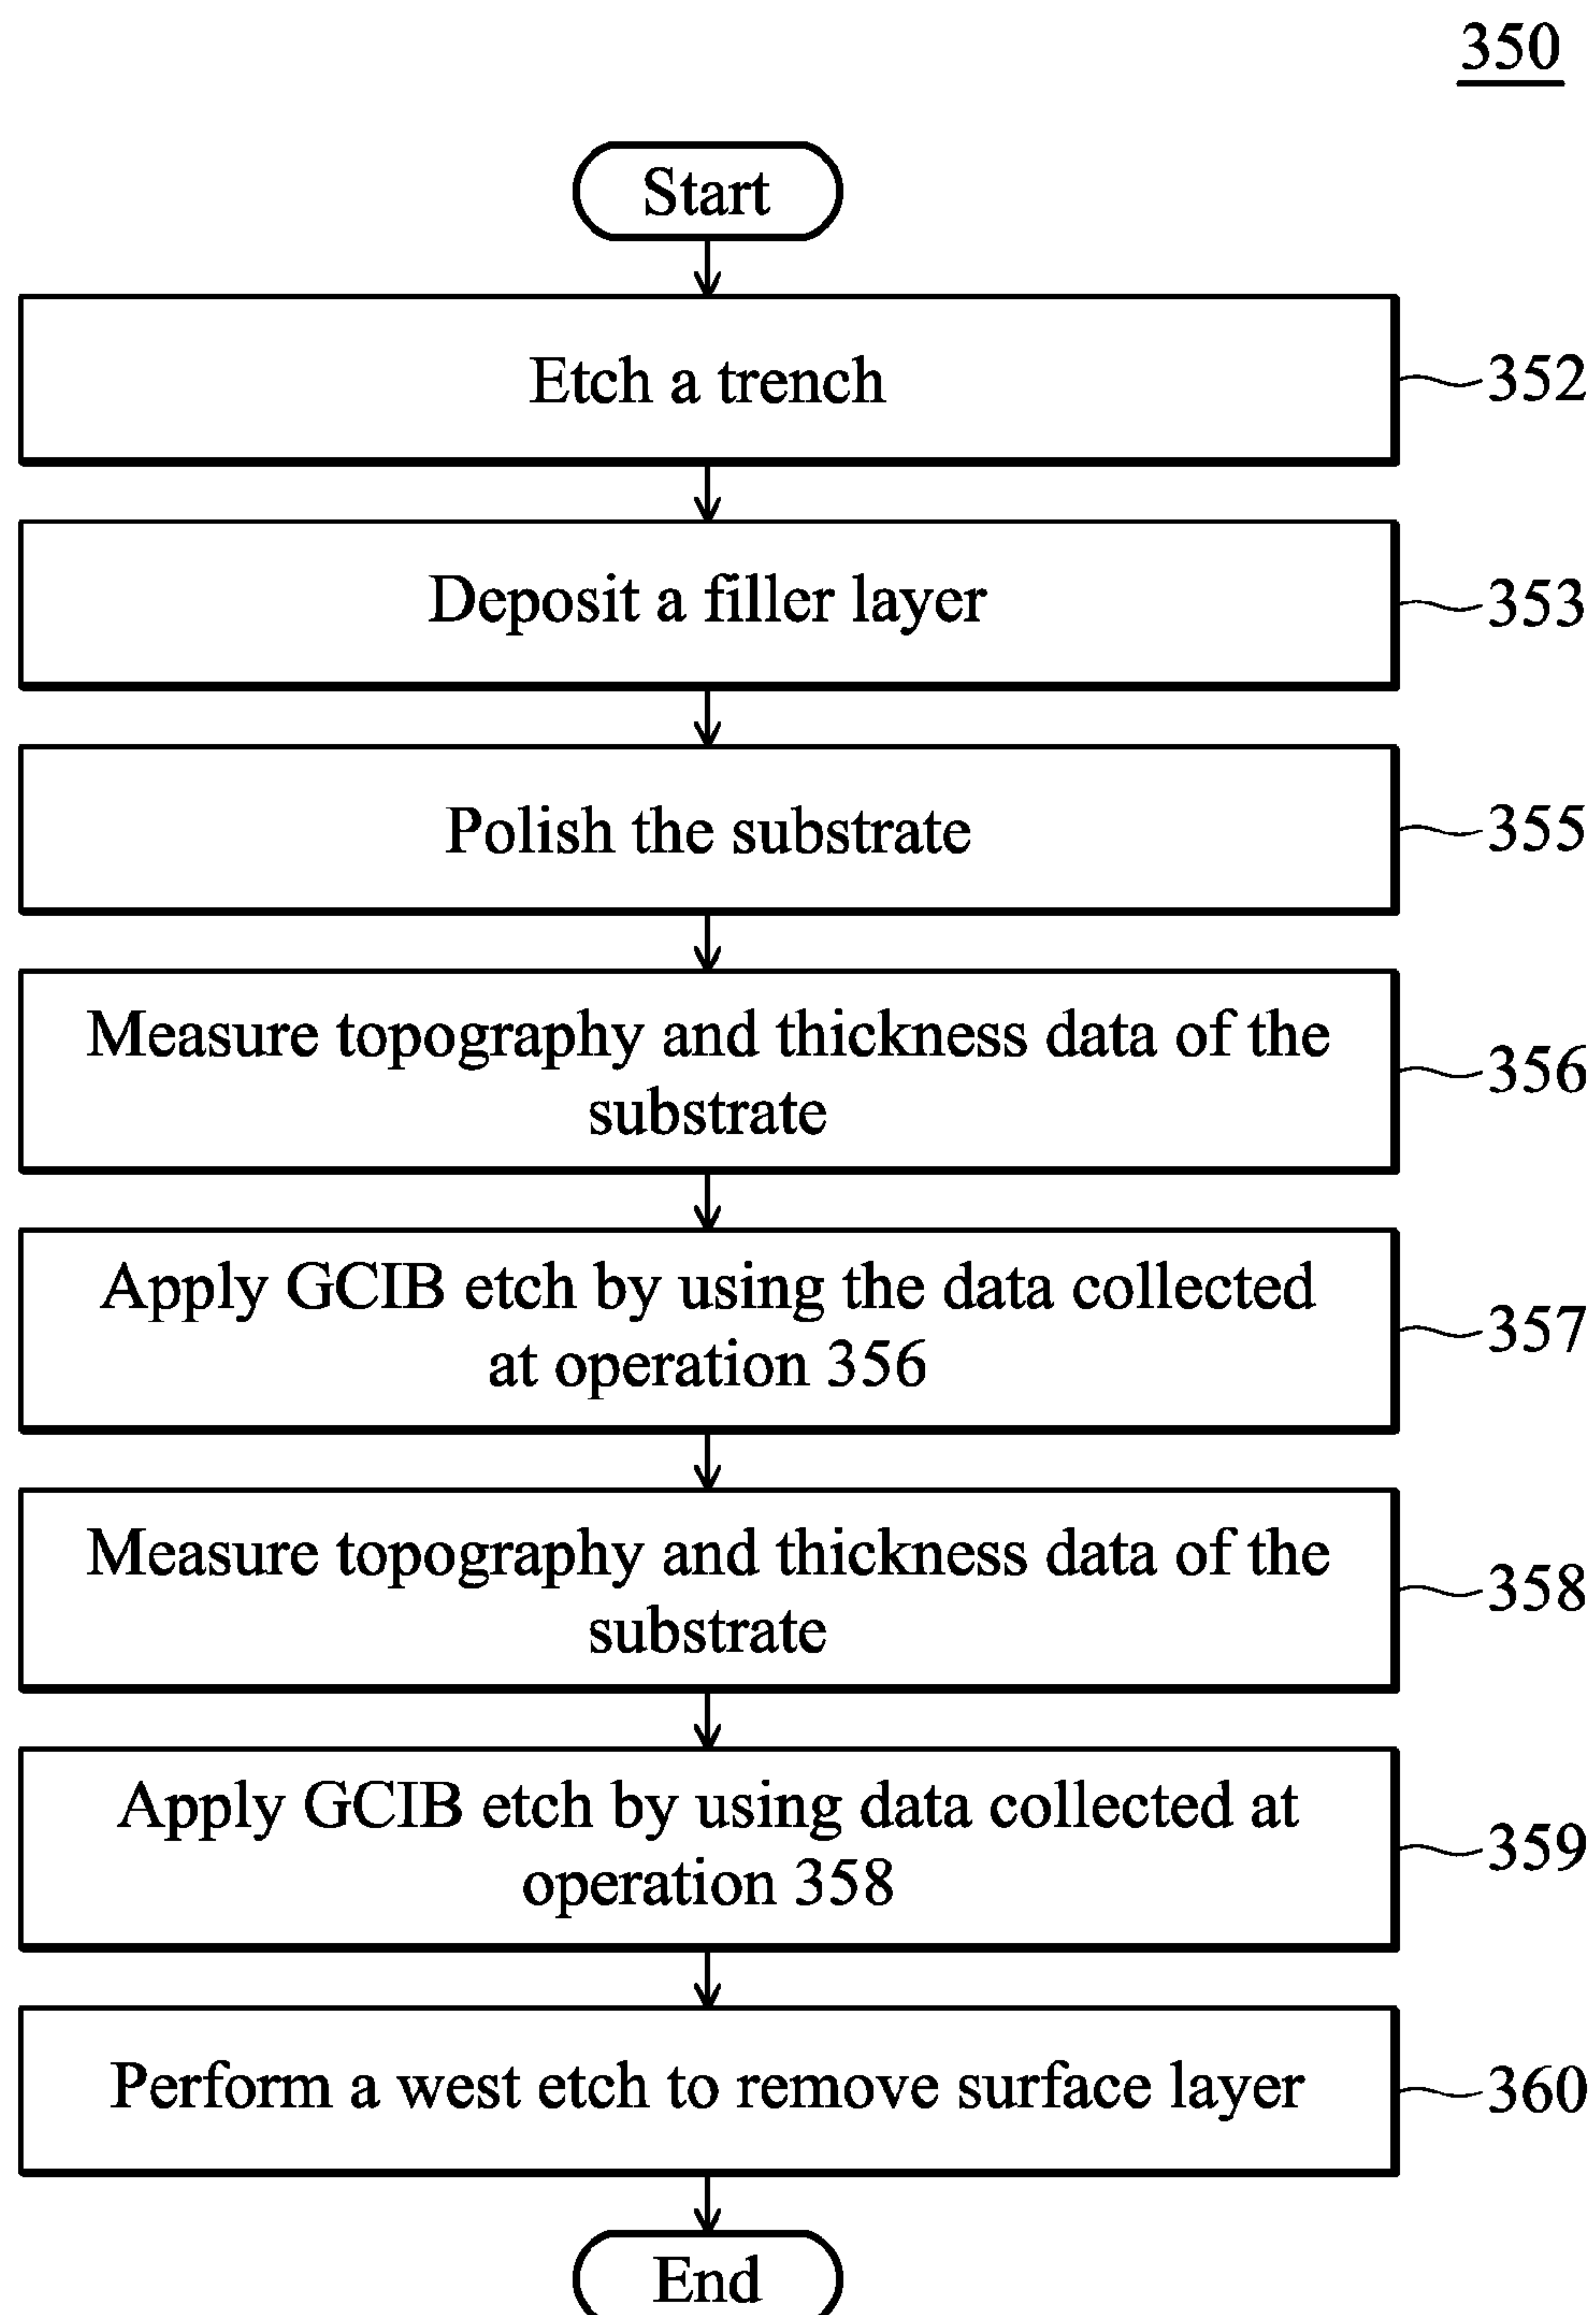 350
Start
Etch a trench
352
Deposit a filler layer
353
Polish the substrate
355
Measure topography and thickness data of the
substrate
356
Apply GCIB etch by using the data collected
at operation 356
357
Measure topography and thickness data of the
substrate
358
Apply GCIB etch by using data collected at
operation 358
359
Perform a west etch to remove surface layer
360
End